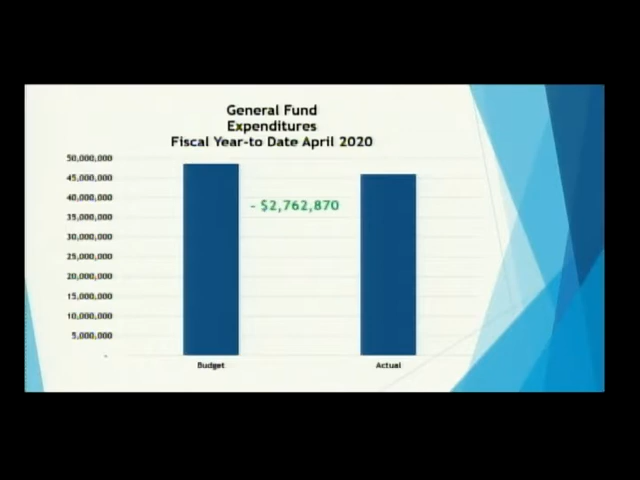 General Fund
Expenditures
Fiscal Year-to Date April 2020
50,000,000
45,000,000
40,000,000
35,000,000
30,000,000
25,000,000
20,000,000
15,000,000
10,000,000
5,000,000
-
- $2,762,870
Budget
Actual